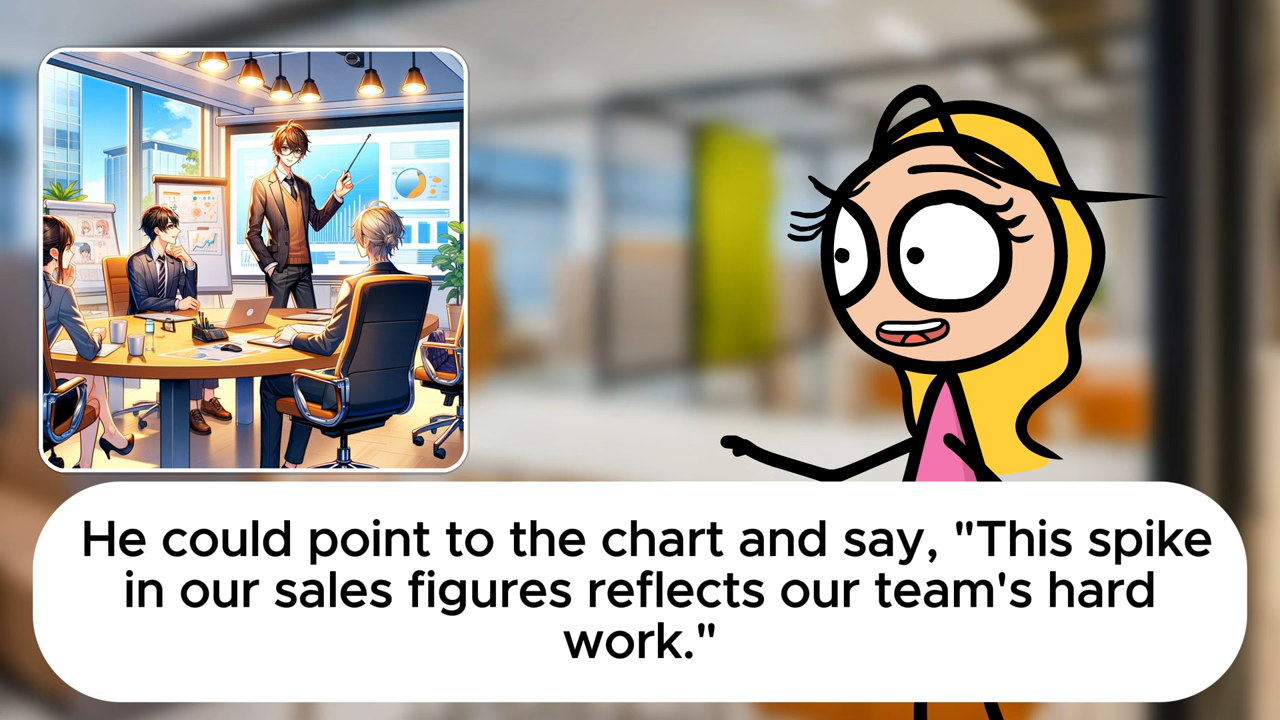 He could point to the chart and say, "This spike
in our sales figures reflects our team's hard
work."